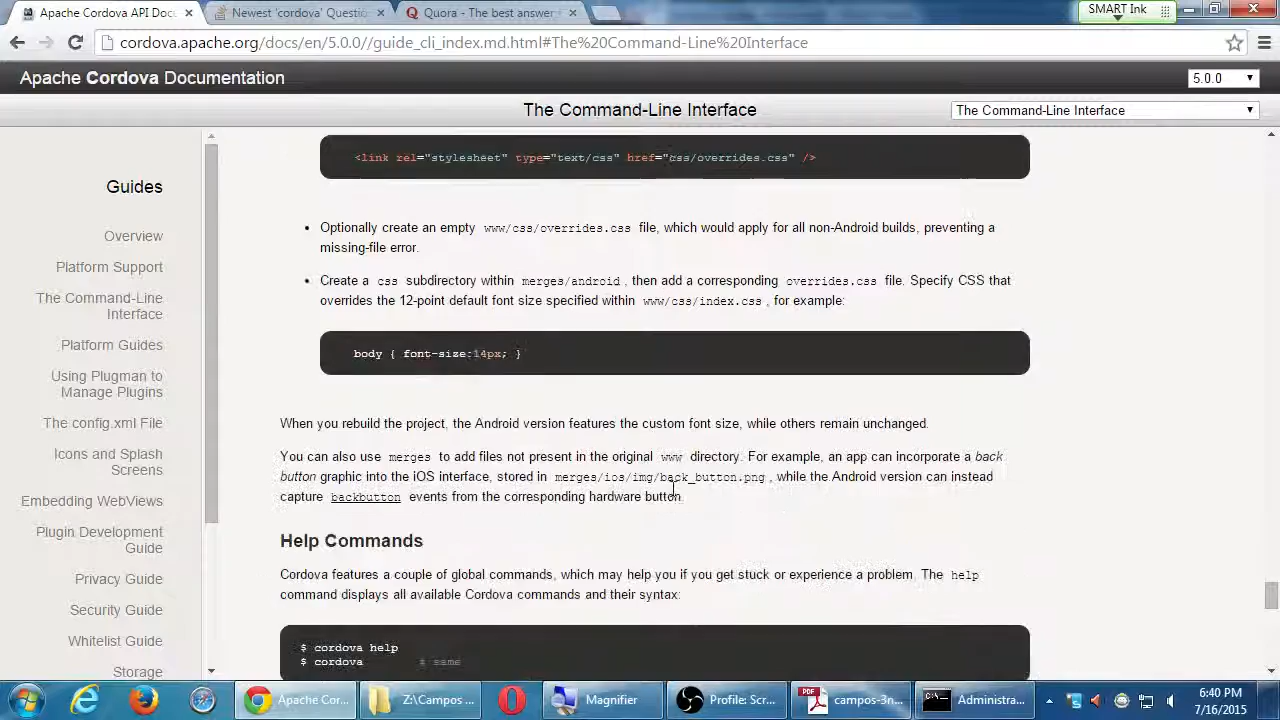 Apache Cordova API Docu
Newest 'cordova' Questio
Quora - The best answer
SMART Ink
cordova.apache.org/docs/en/5.0.0//guide_cli_index.md.html#The%20Command-Line%20Interface
Apache Cordova Documentation
5.0.0
The Command-Line Interface
The Command-Line Interface
Guides
Overview
Platform Support
The Command-Line
Interface
Platform Guides
Using Plugman to
Manage Plugins
The config.xml File
Icons and Splash
Screens
Embedding WebViews
Plugin Development
Guide
Privacy Guide
Security Guide
Whitelist Guide
Storage
<link rel="stylesheet" type="text/css" href="css/overrides.css" />
• Optionally create an empty www/css/overrides.css file, which would apply for all non-Android builds, preventing a
missing-file error.
• Create a css subdirectory within merges/android, then add a corresponding overrides.css file. Specify CSS that
overrides the 12-point default font size specified within www/css/index.css, for example:
body { font-size:14px; }
When you rebuild the project, the Android version features the custom font size, while others remain unchanged.
You can also use merges to add files not present in the original www directory. For example, an app can incorporate a back
button graphic into the iOS interface, stored in merges/ios/img/back_button.png, while the Android version can instead
capture backbutton events from the corresponding hardware button.
Help Commands
Cordova features a couple of global commands, which may help you if you get stuck or experience a problem. The help
command displays all available Cordova commands and their syntax:
$ cordova help
$ cordova # same
Apache Cor...
Z:\Campos ...
Magnifier
Profile: Scr...
campos-3n...
Administra...
6:40 PM
7/16/2015